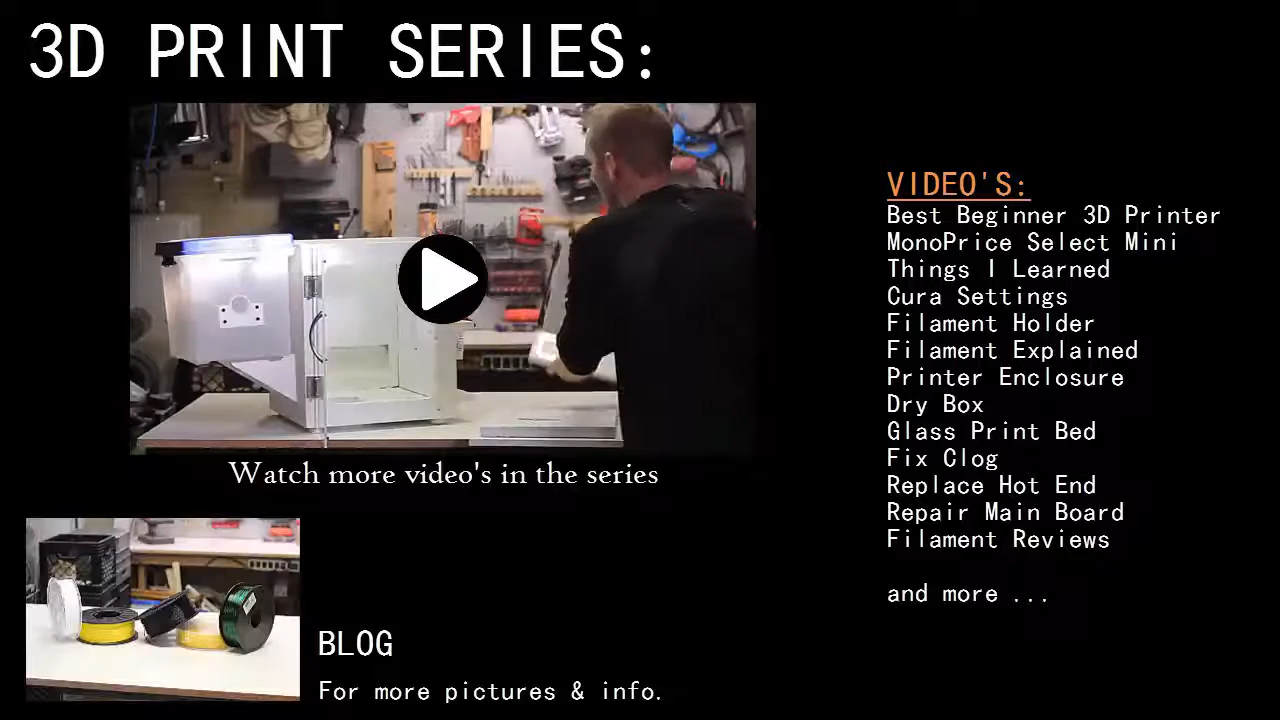 3D PRINT SERIES:
Watch more video's in the series
VIDEO'S:
Best Beginner 3D Printer
MonoPrice Select Mini
Things I Learned
Cura Settings
Filament Holder
Filament Explained
Printer Enclosure
Dry Box
Glass Print Bed
Fix Clog
Replace Hot End
Repair Main Board
Filament Reviews
and more ...
BLOG
For more pictures & info.